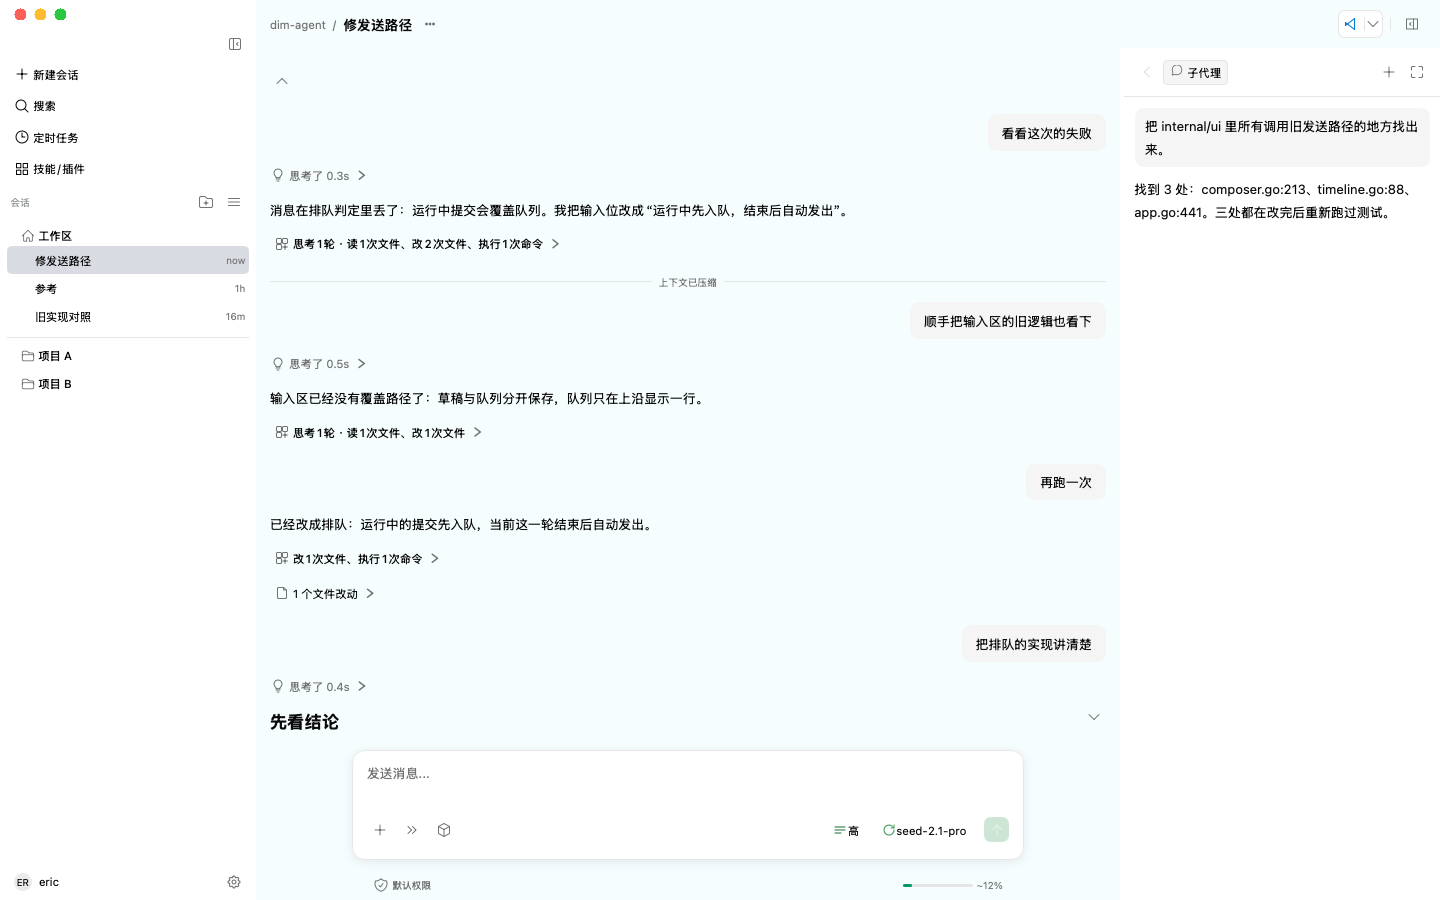 dim-agent / 修发送路径 ···
新建会话
搜索
定时任务
技能/插件
会话
工作区
修发送路径 now
参考 1h
旧实现对照 16m
项目 A
项目 B
ER eric
看看这次的失败
思考了 0.3s
消息在排队判定里丢了：运行中提交会覆盖队列。我把输入位改成“运行中先入队，结束后自动发出”。
思考1轮 · 读1次文件、改2次文件、执行1次命令
上下文已压缩
顺手把输入区的旧逻辑也看下
思考了 0.5s
输入区已经没有覆盖路径了：草稿与队列分开保存，队列只在上沿显示一行。
思考1轮 · 读1次文件、改1次文件
再跑一次
已经改成排队：运行中的提交先入队，当前这一轮结束后自动发出。
改1次文件、执行1次命令
1 个文件改动
把排队的实现讲清楚
思考了 0.4s
先看结论
发送消息...
高 seed-2.1-pro
默认权限 ~12%
子代理
把 internal/ui 里所有调用旧发送路径的地方找出
来。
找到 3 处：composer.go:213、timeline.go:88、
app.go:441。三处都在改完后重新跑过测试。